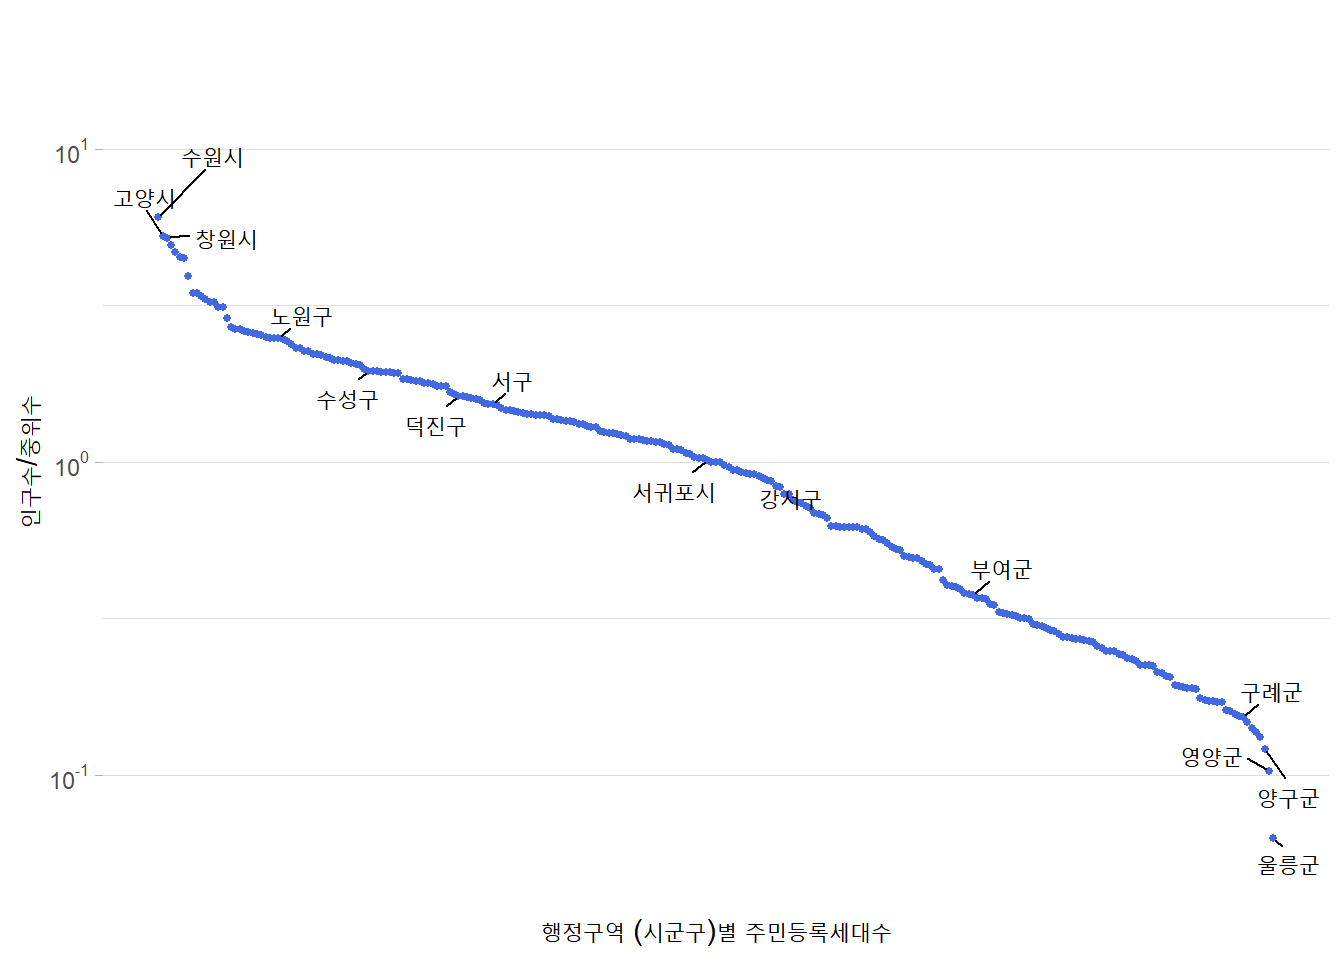 10¹
수원시
고양시
창원시
노원구
수성구
서구
덕진구
인구수/중위수
10⁰
서귀포시
강서구
부여군
구례군
영양군
10⁻¹
양구군
울릉군
행정구역 (시군구)별 주민등록세대수